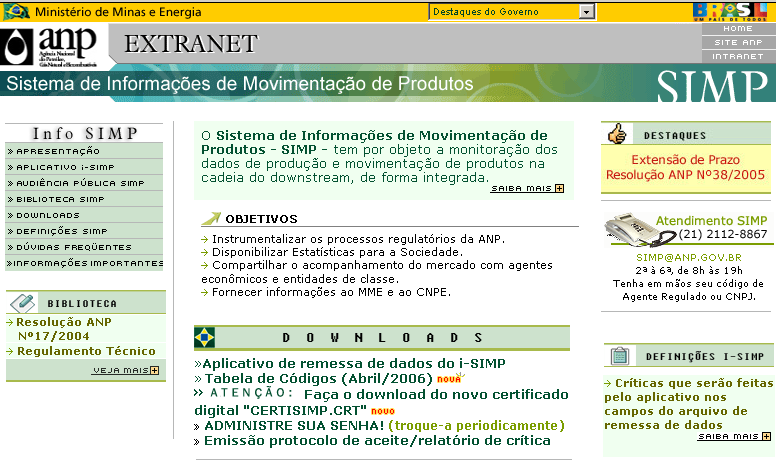 Ministério de Minas e Energia
Destaques do Governo
BRASIL
UM PAÍS DE TODOS
anp
Agência Nacional
do Petróleo,
Gás Natural e Biocombustíveis
EXTRANET
HOME
SITE ANP
INTRANET
Sistema de Informações de Movimentação de Produtos
SIMP
Info SIMP
» APRESENTAÇÃO
» APLICATIVO i-SIMP
» AUDIÊNCIA PÚBLICA SIMP
» BIBLIOTECA SIMP
» DOWNLOADS
» DEFINIÇÕES SIMP
» DÚVIDAS FREQÜENTES
»INFORMAÇÕES IMPORTANTES
BIBLIOTECA
Resolução ANP
Nº17/2004
Regulamento Técnico
VEJA MAIS
O Sistema de Informações de Movimentação de
Produtos - SIMP - tem por objeto a monitoração dos
dados de produção e movimentação de produtos na
cadeia do downstream, de forma integrada.
SAIBA MAIS
OBJETIVOS
Instrumentalizar os processos regulatórios da ANP.
Disponibilizar Estatísticas para a Sociedade.
Compartilhar o acompanhamento do mercado com agentes
econômicos e entidades de classe.
Fornecer informações ao MME e ao CNPE.
DOWNLOADS
»Aplicativo de remessa de dados do i-SIMP
» Tabela de Códigos (Abril/2006) nova
» ATENÇÃO: Faça o download do novo certificado
digital "CERTISIMP.CRT" novo
» ADMINISTRE SUA SENHA! (troque-a periodicamente)
» Emissão protocolo de aceite/relatório de crítica
DESTAQUES
Extensão de Prazo
Resolução ANP Nº38/2005
Atendimento SIMP
(21) 2112-8867
SIMP@ANP.GOV.BR
2ª à 6ª, de 8h às 19h
Tenha em mãos seu código de
Agente Regulado ou CNPJ.
DEFINIÇÕES I-SIMP
Críticas que serão feitas
pelo aplicativo nos
campos do arquivo de
remessa de dados
SAIBA MAIS